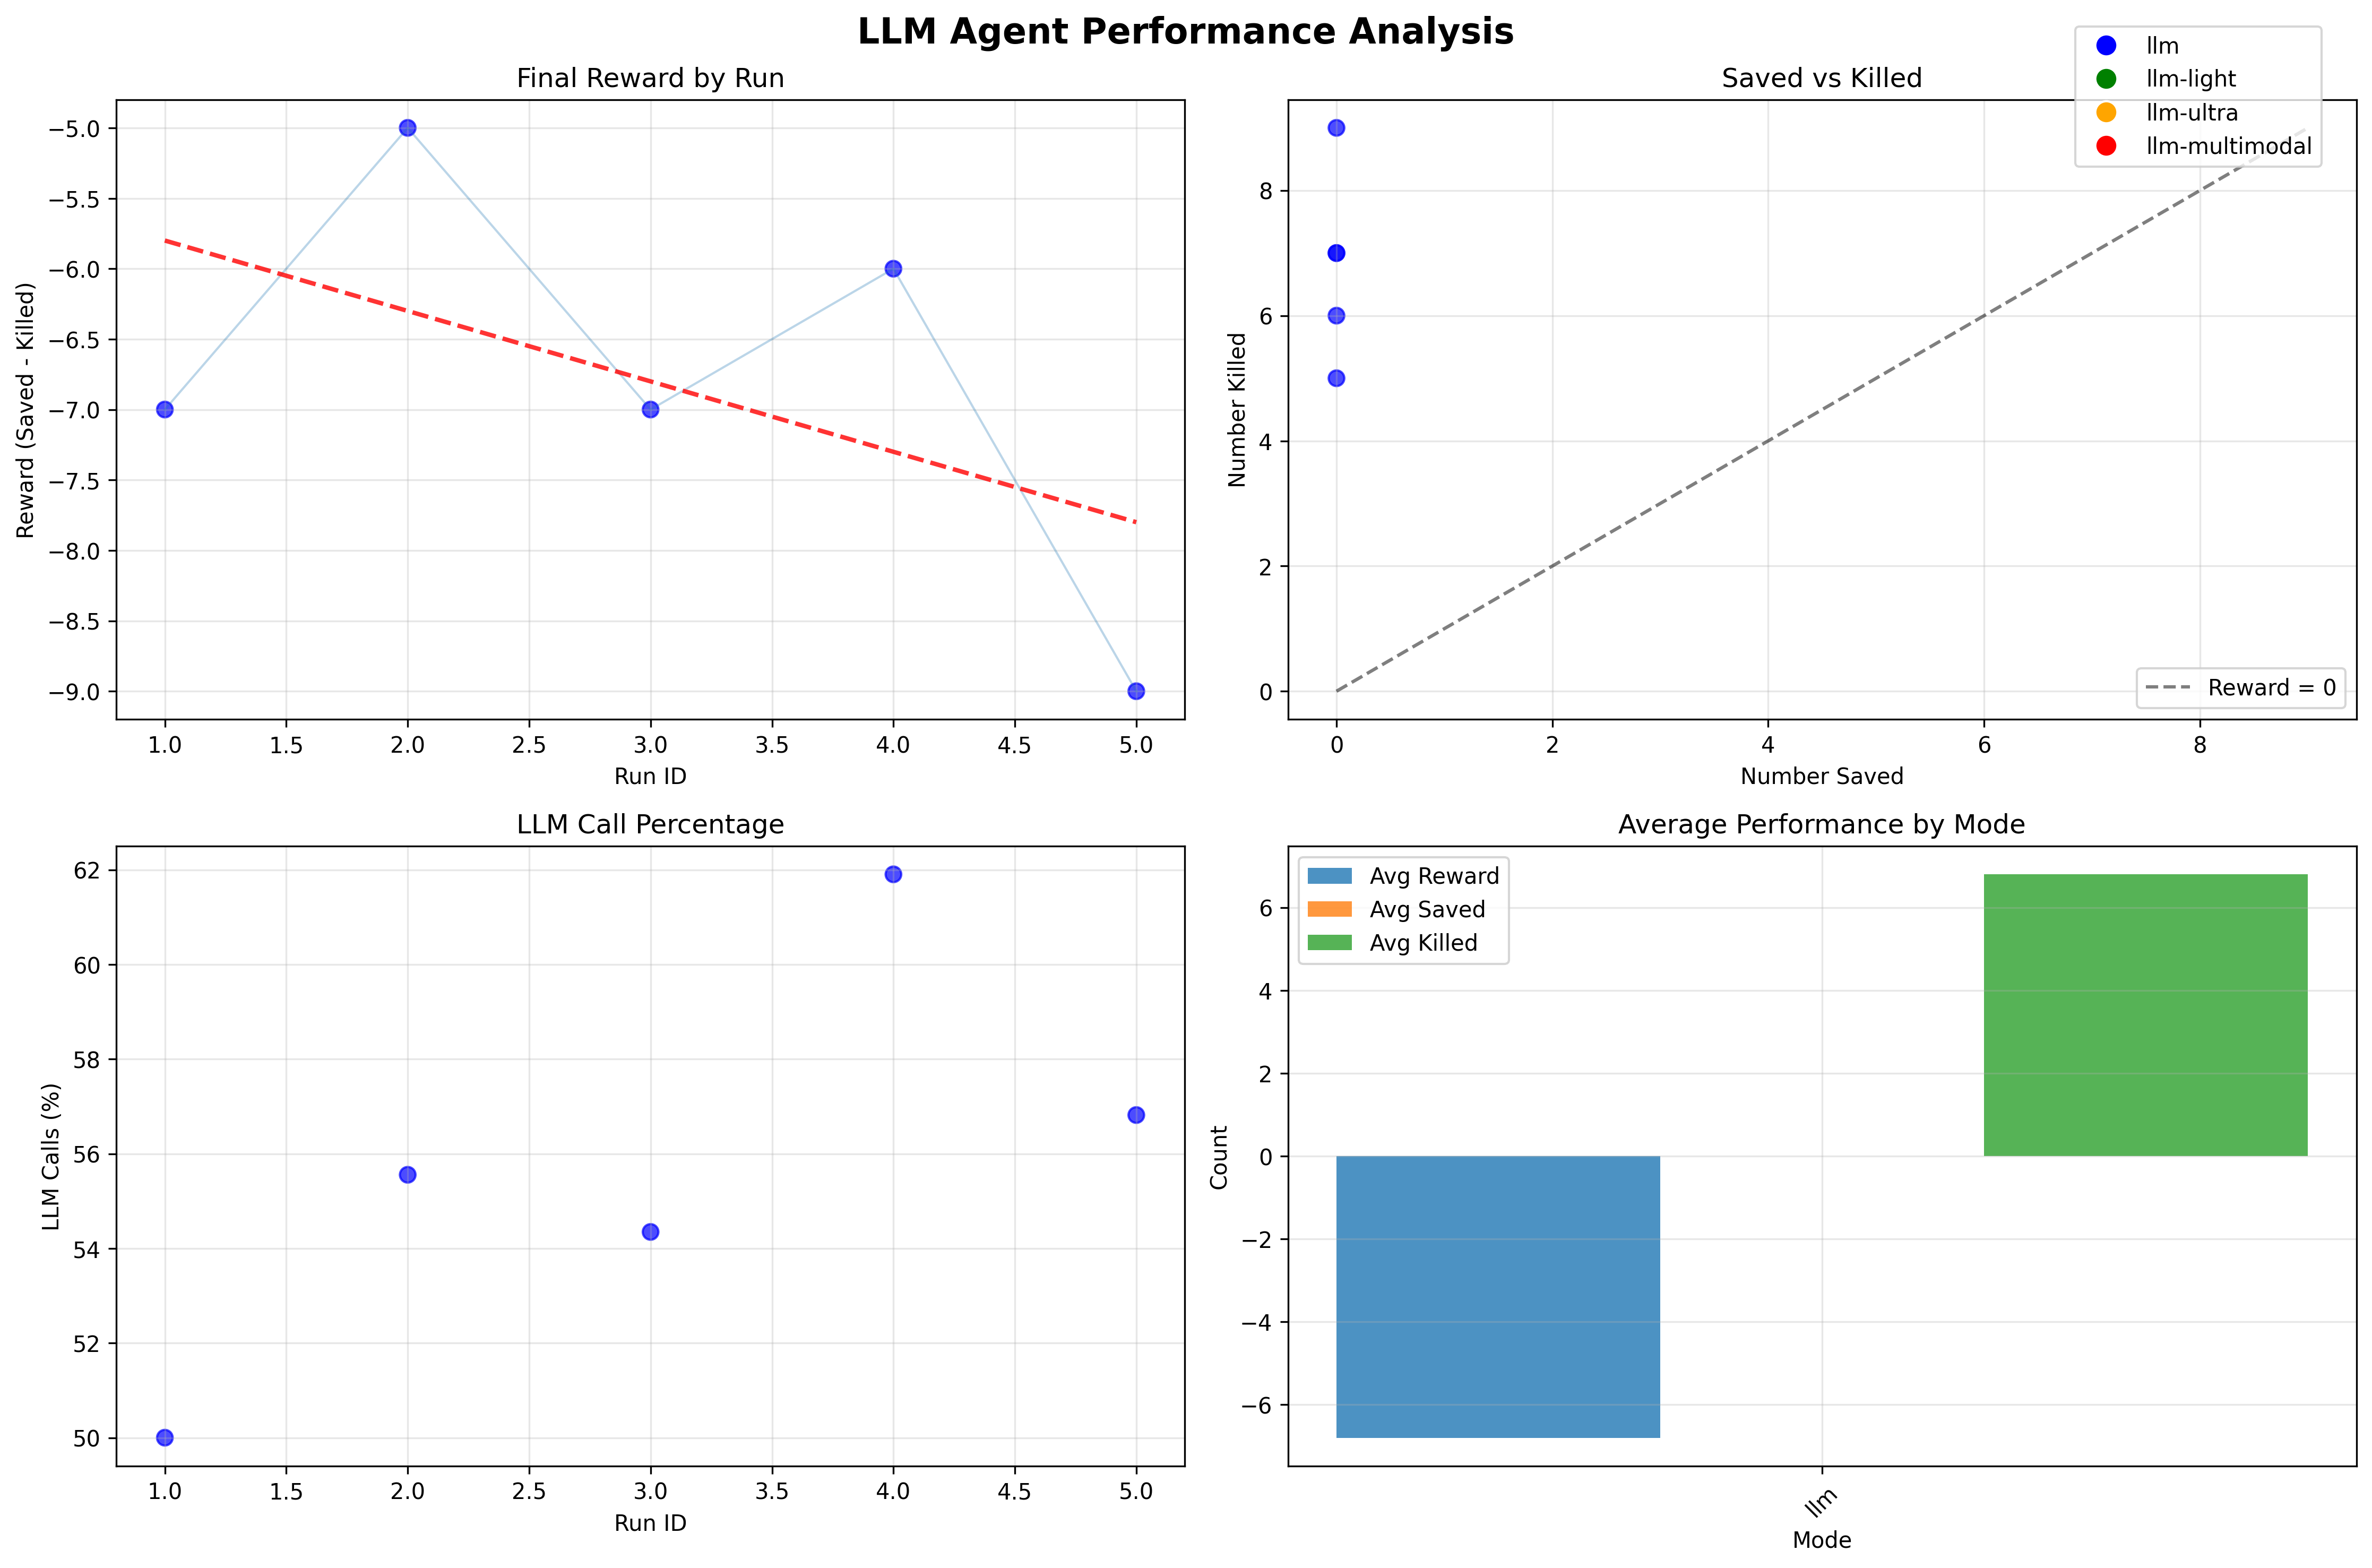 LLM Agent Performance Analysis
llm
llm-light
llm-ultra
llm-multimodal
Final Reward by Run
−5.0
−5.5
−6.0
−6.5
−7.0
−7.5
−8.0
−8.5
−9.0
Reward (Saved - Killed)
1.0 1.5 2.0 2.5 3.0 3.5 4.0 4.5 5.0
Run ID
Saved vs Killed
8
6
4
2
0
Number Killed
Reward = 0
0 2 4 6 8
Number Saved
LLM Call Percentage
62
60
58
56
54
52
50
LLM Calls (%)
1.0 1.5 2.0 2.5 3.0 3.5 4.0 4.5 5.0
Run ID
Average Performance by Mode
Avg Reward
Avg Saved
Avg Killed
6
4
2
0
−2
−4
−6
Count
llm
Mode